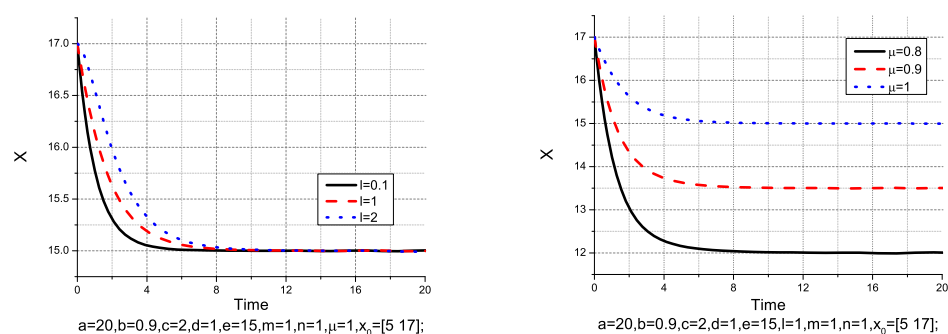 17.0
16.5
16.0
15.5
15.0
X
l=0.1
l=1
l=2
0 4 8 12 16 20
Time
a=20,b=0.9,c=2,d=1,e=15,m=1,n=1,μ=1,x₀=[5 17];
17
16
15
14
13
12
X
μ=0.8
μ=0.9
μ=1
0 4 8 12 16 20
Time
a=20,b=0.9,c=2,d=1,e=15,l=1,m=1,n=1,x₀=[5 17];